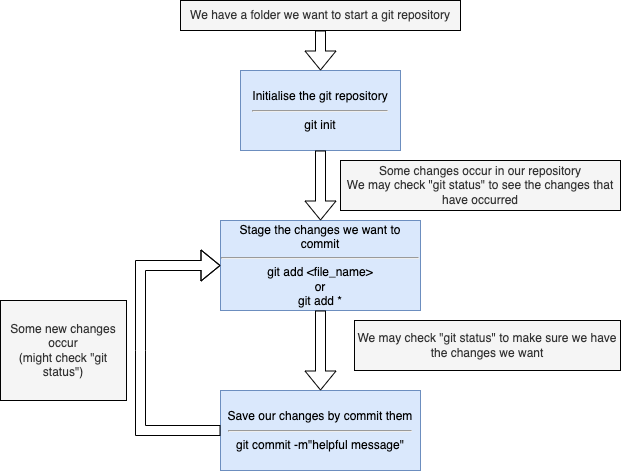 We have a folder we want to start a git repository
Initialise the git repository
git init
Some changes occur in our repository
We may check "git status" to see the changes that
have occurred
Stage the changes we want to
commit
git add <file_name>
or
git add *
Some new changes
occur
(might check "git
status")
We may check "git status" to make sure we have
the changes we want
Save our changes by commit them
git commit -m"helpful message"